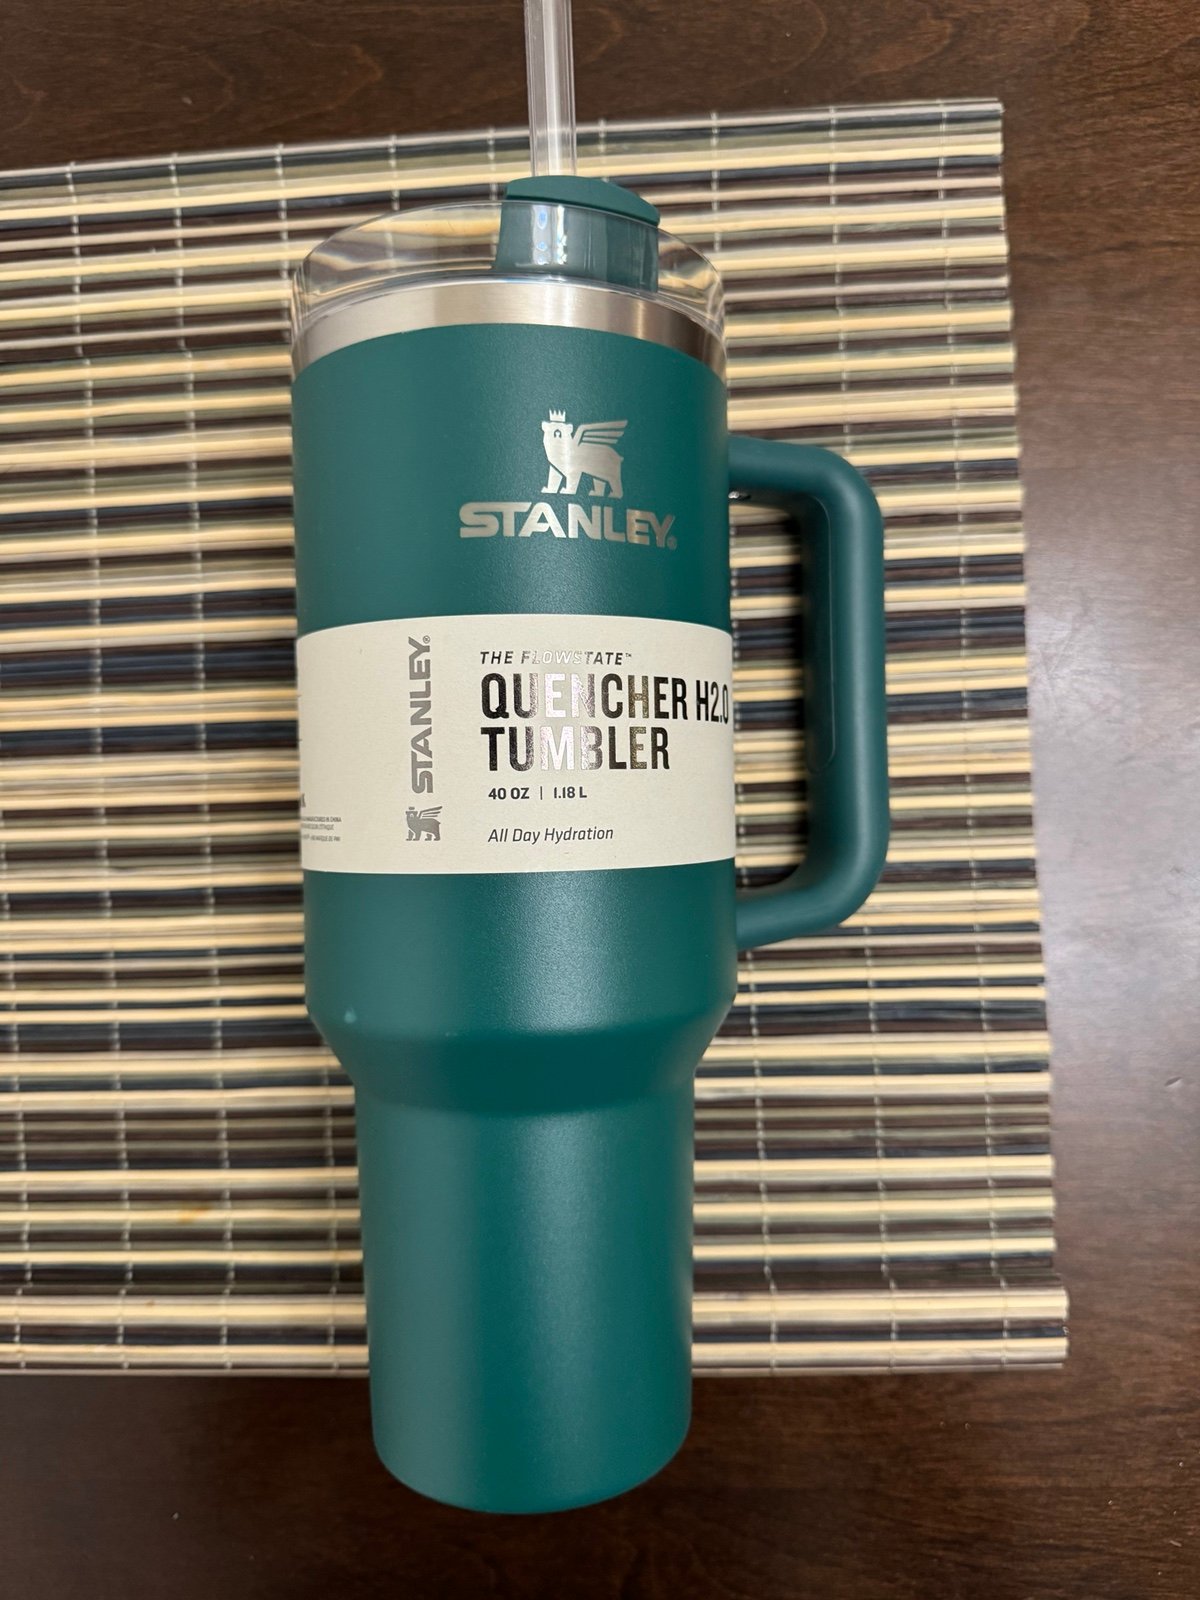 STANLEY®
STANLEY®
THE FLOWSTATE™
QUENCHER H2.0
TUMBLER
40 OZ | 1.18 L
All Day Hydration